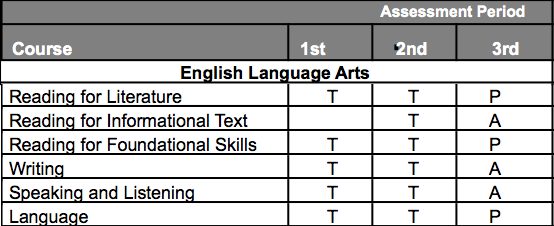 Assessment Period
Course 1st 2nd 3rd
English Language Arts
Reading for Literature T T P
Reading for Informational Text T A
Reading for Foundational Skills T T P
Writing T T A
Speaking and Listening T T A
Language T T P